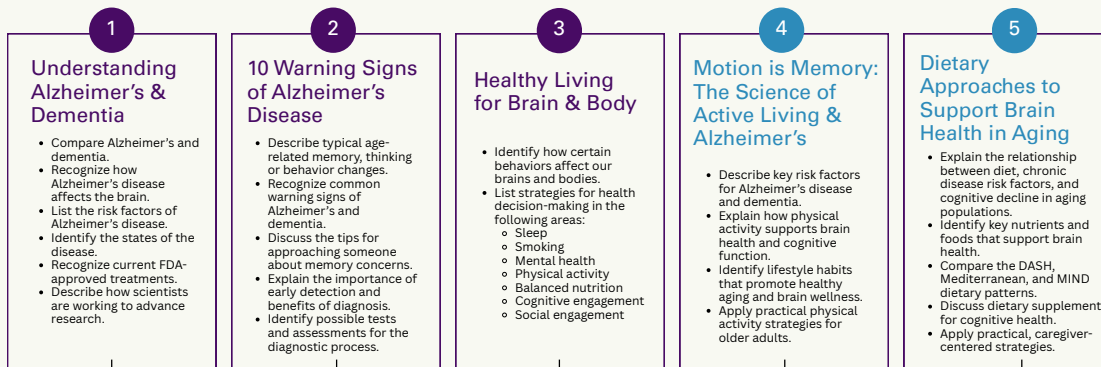 1
Understanding
Alzheimer's &
Dementia
• Compare Alzheimer's and
dementia.
• Recognize how
Alzheimer's disease
affects the brain.
• List the risk factors of
Alzheimer's disease.
• Identify the states of the
disease.
• Recognize current FDA-
approved treatments.
• Describe how scientists
are working to advance
research.
2
10 Warning Signs
of Alzheimer's
Disease
• Describe typical age-
related memory, thinking
or behavior changes.
• Recognize common
warning signs of
Alzheimer's and
dementia.
• Discuss the tips for
approaching someone
about memory concerns.
• Explain the importance of
early detection and
benefits of diagnosis.
• Identify possible tests
and assessments for the
diagnostic process.
3
Healthy Living
for Brain & Body
• Identify how certain
behaviors affect our
brains and bodies.
• List strategies for health
decision-making in the
following areas:
◦ Sleep
◦ Smoking
◦ Mental health
◦ Physical activity
◦ Balanced nutrition
◦ Cognitive engagement
◦ Social engagement
4
Motion is Memory:
The Science of
Active Living &
Alzheimer's
• Describe key risk factors
for Alzheimer's disease
and dementia.
• Explain how physical
activity supports brain
health and cognitive
function.
• Identify lifestyle habits
that promote healthy
aging and brain wellness.
• Apply practical physical
activity strategies for
older adults.
5
Dietary
Approaches to
Support Brain
Health in Aging
• Explain the relationship
between diet, chronic
disease risk factors, and
cognitive decline in aging
populations.
• Identify key nutrients and
foods that support brain
health.
• Compare the DASH,
Mediterranean, and MIND
dietary patterns.
• Discuss dietary supplement
for cognitive health.
• Apply practical, caregiver-
centered strategies.